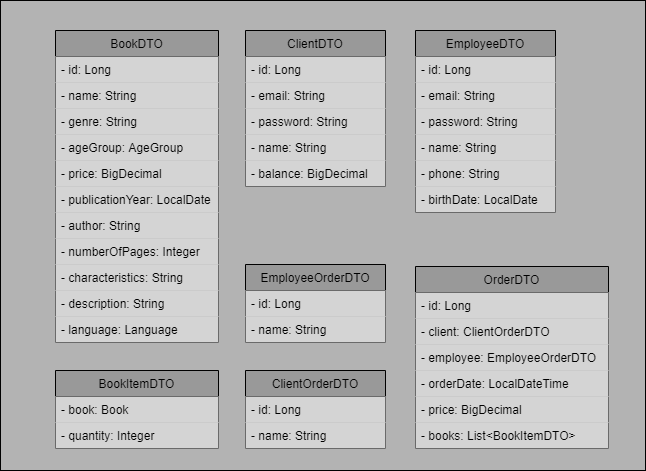 BookDTO
- id: Long
- name: String
- genre: String
- ageGroup: AgeGroup
- price: BigDecimal
- publicationYear: LocalDate
- author: String
- numberOfPages: Integer
- characteristics: String
- description: String
- language: Language
ClientDTO
- id: Long
- email: String
- password: String
- name: String
- balance: BigDecimal
EmployeeDTO
- id: Long
- email: String
- password: String
- name: String
- phone: String
- birthDate: LocalDate
EmployeeOrderDTO
- id: Long
- name: String
OrderDTO
- id: Long
- client: ClientOrderDTO
- employee: EmployeeOrderDTO
- orderDate: LocalDateTime
- price: BigDecimal
- books: List<BookItemDTO>
BookItemDTO
- book: Book
- quantity: Integer
ClientOrderDTO
- id: Long
- name: String